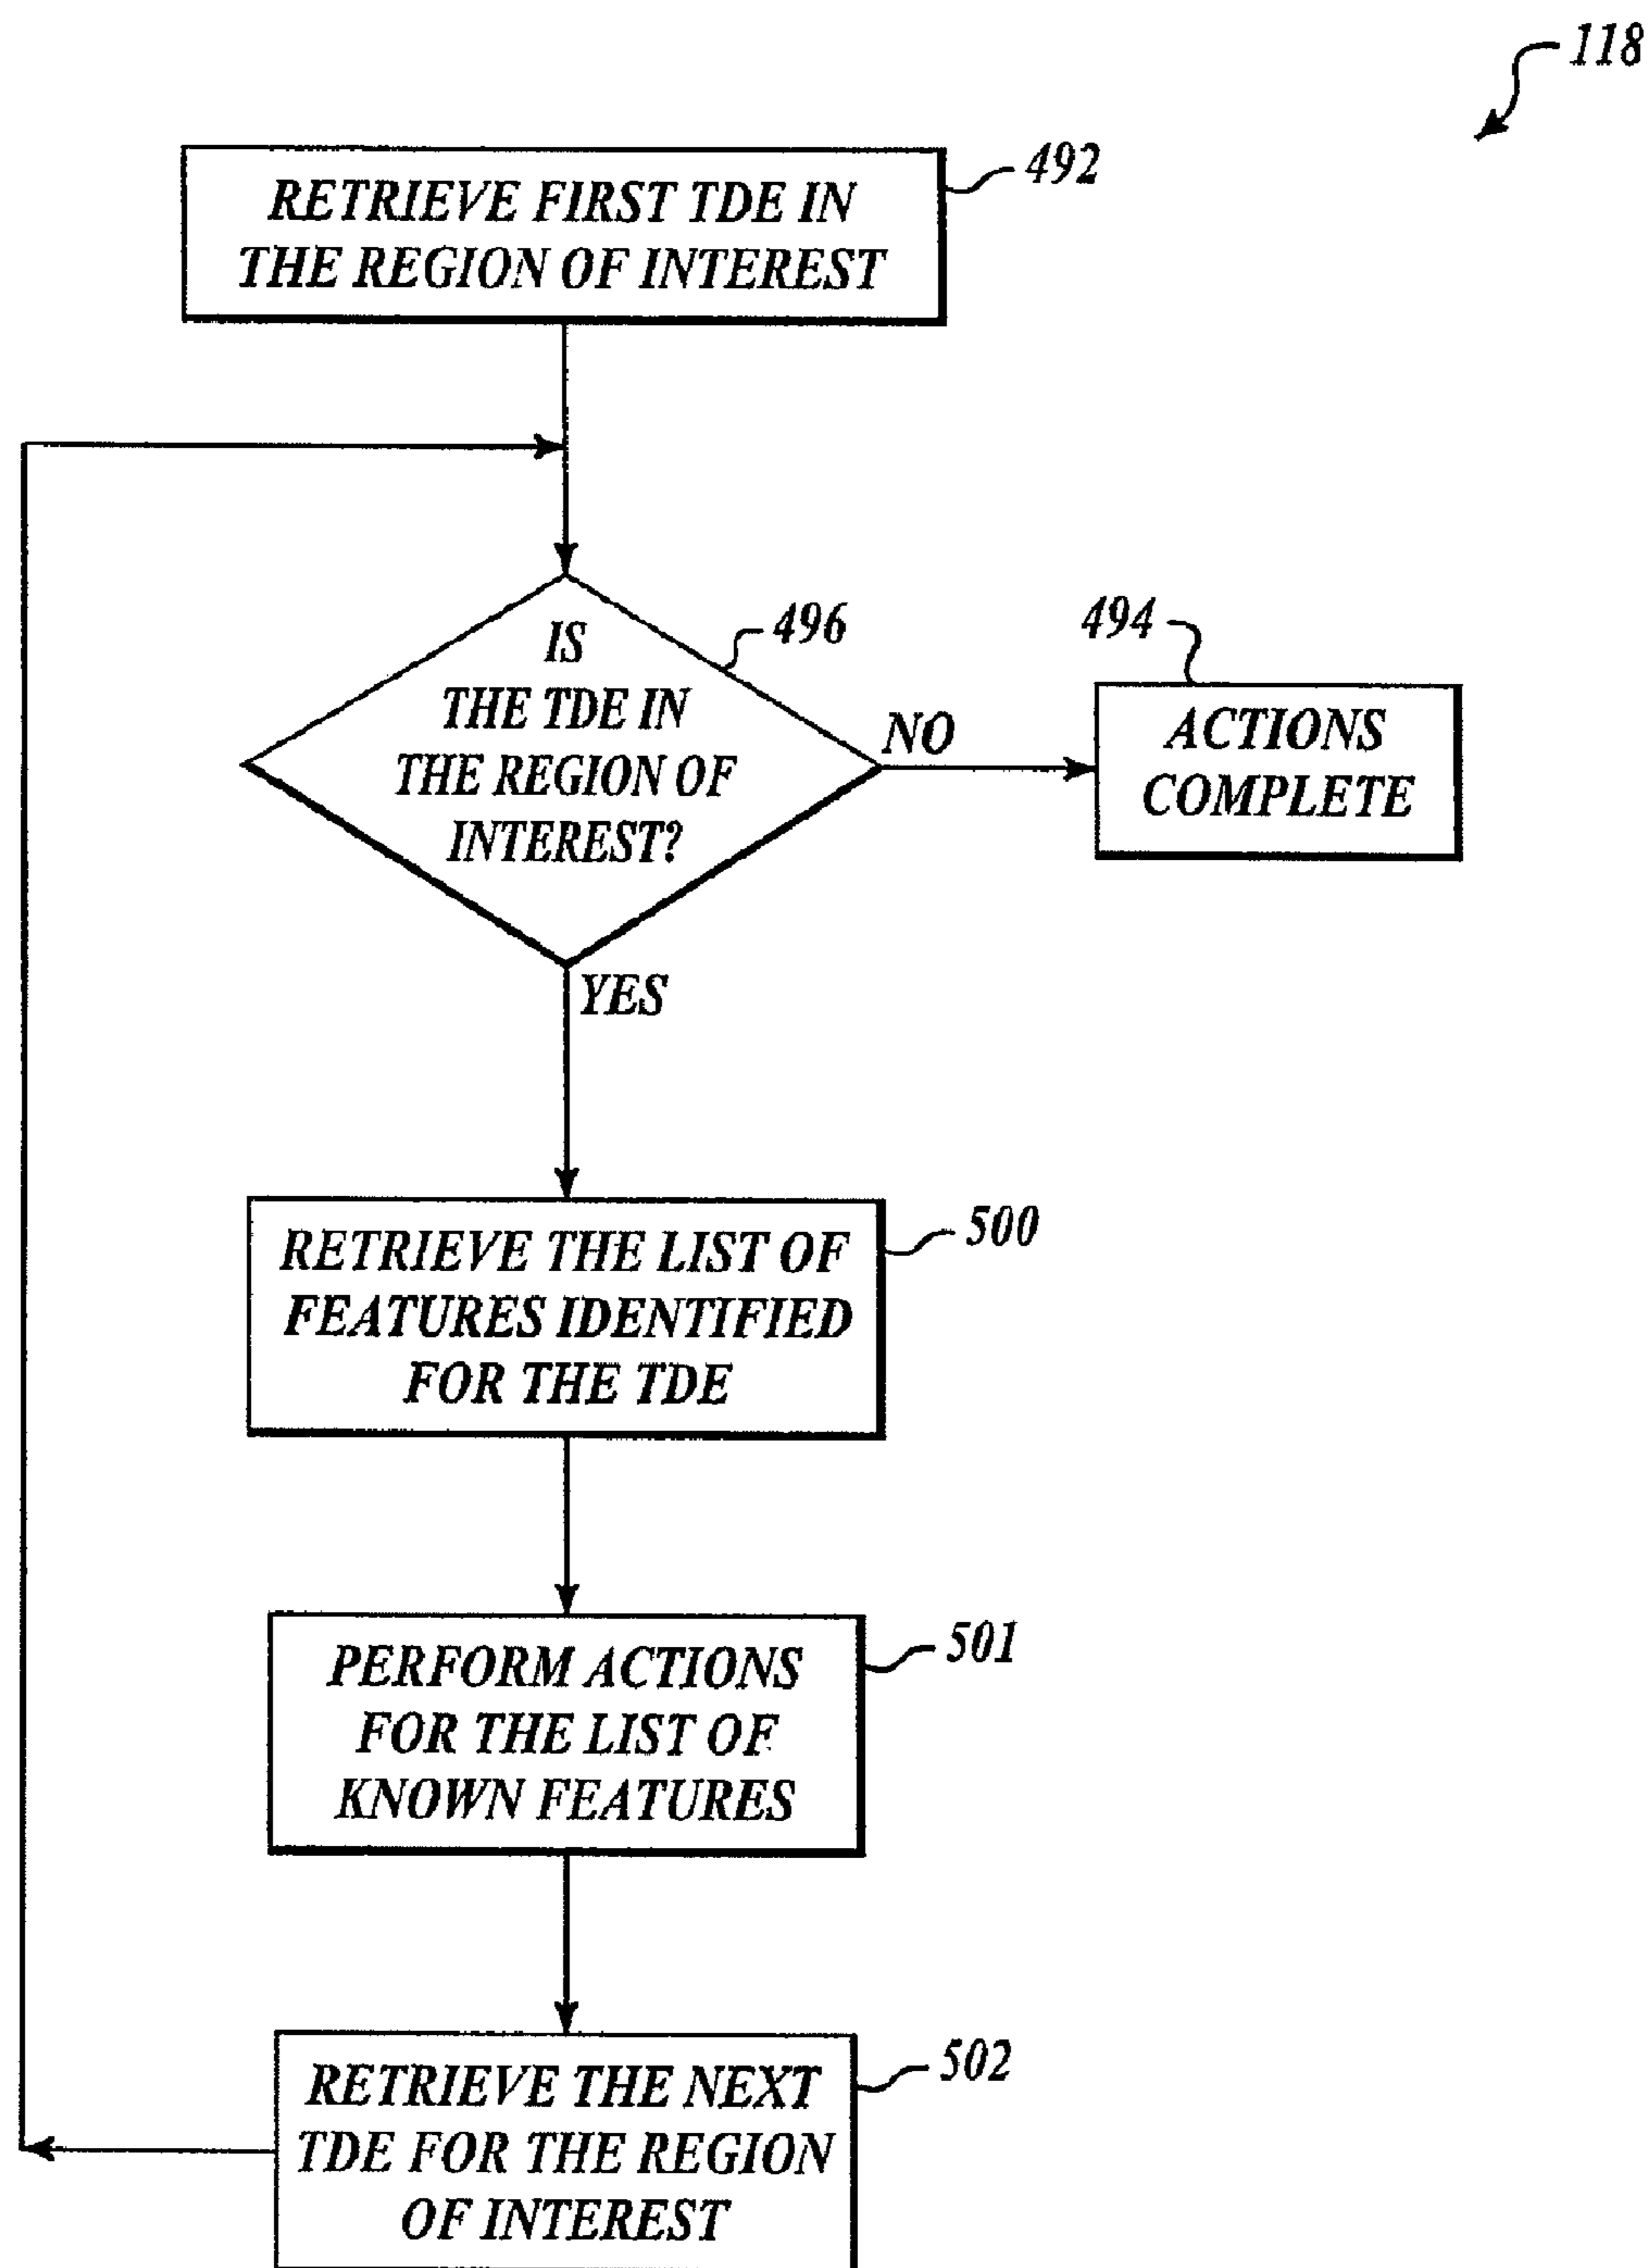 118
RETRIEVE FIRST TDE IN
THE REGION OF INTEREST
492
IS
THE TDE IN
THE REGION OF
INTEREST?
496
NO
494
ACTIONS
COMPLETE
YES
RETRIEVE THE LIST OF
FEATURES IDENTIFIED
FOR THE TDE
500
PERFORM ACTIONS
FOR THE LIST OF
KNOWN FEATURES
501
RETRIEVE THE NEXT
TDE FOR THE REGION
OF INTEREST
502